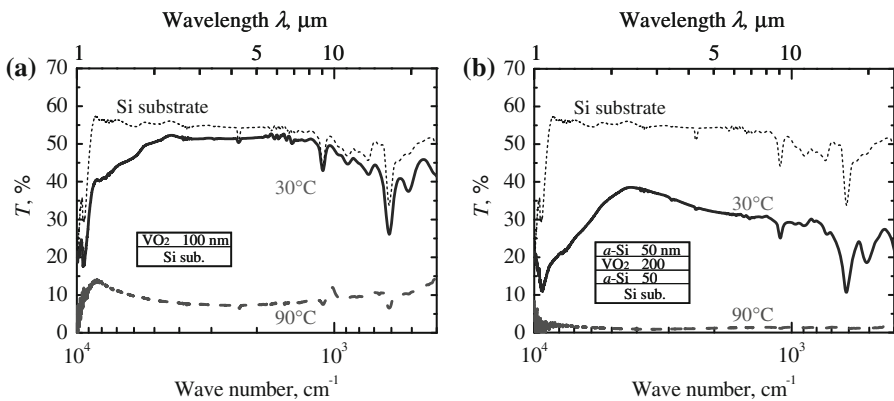 Wavelength λ, μm
1 5 10
(a)
70
60
50
40
30
20
10
0
T, %
Si substrate
30°C
VO2 100 nm
Si sub.
90°C
10^4 10^3
Wave number, cm^-1
Wavelength λ, μm
1 5 10
(b)
70
60
50
40
30
20
10
0
T, %
Si substrate
30°C
a-Si 50 nm
VO2 200
a-Si 50
Si sub.
90°C
10^4 10^3
Wave number, cm^-1